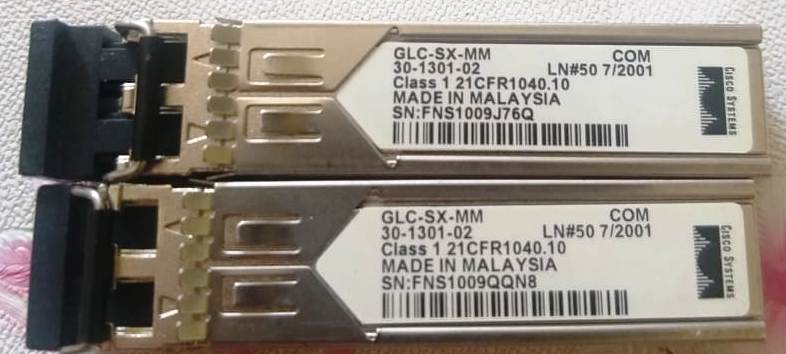 GLC-SX-MM COM
30-1301-02 LN#50 7/2001
Class 1 21CFR1040.10
MADE IN MALAYSIA
SN:FNS1009J76Q
CISCO SYSTEMS
GLC-SX-MM COM
30-1301-02 LN#50 7/2001
Class 1 21CFR1040.10
MADE IN MALAYSIA
SN:FNS1009QQN8
CISCO SYSTEMS